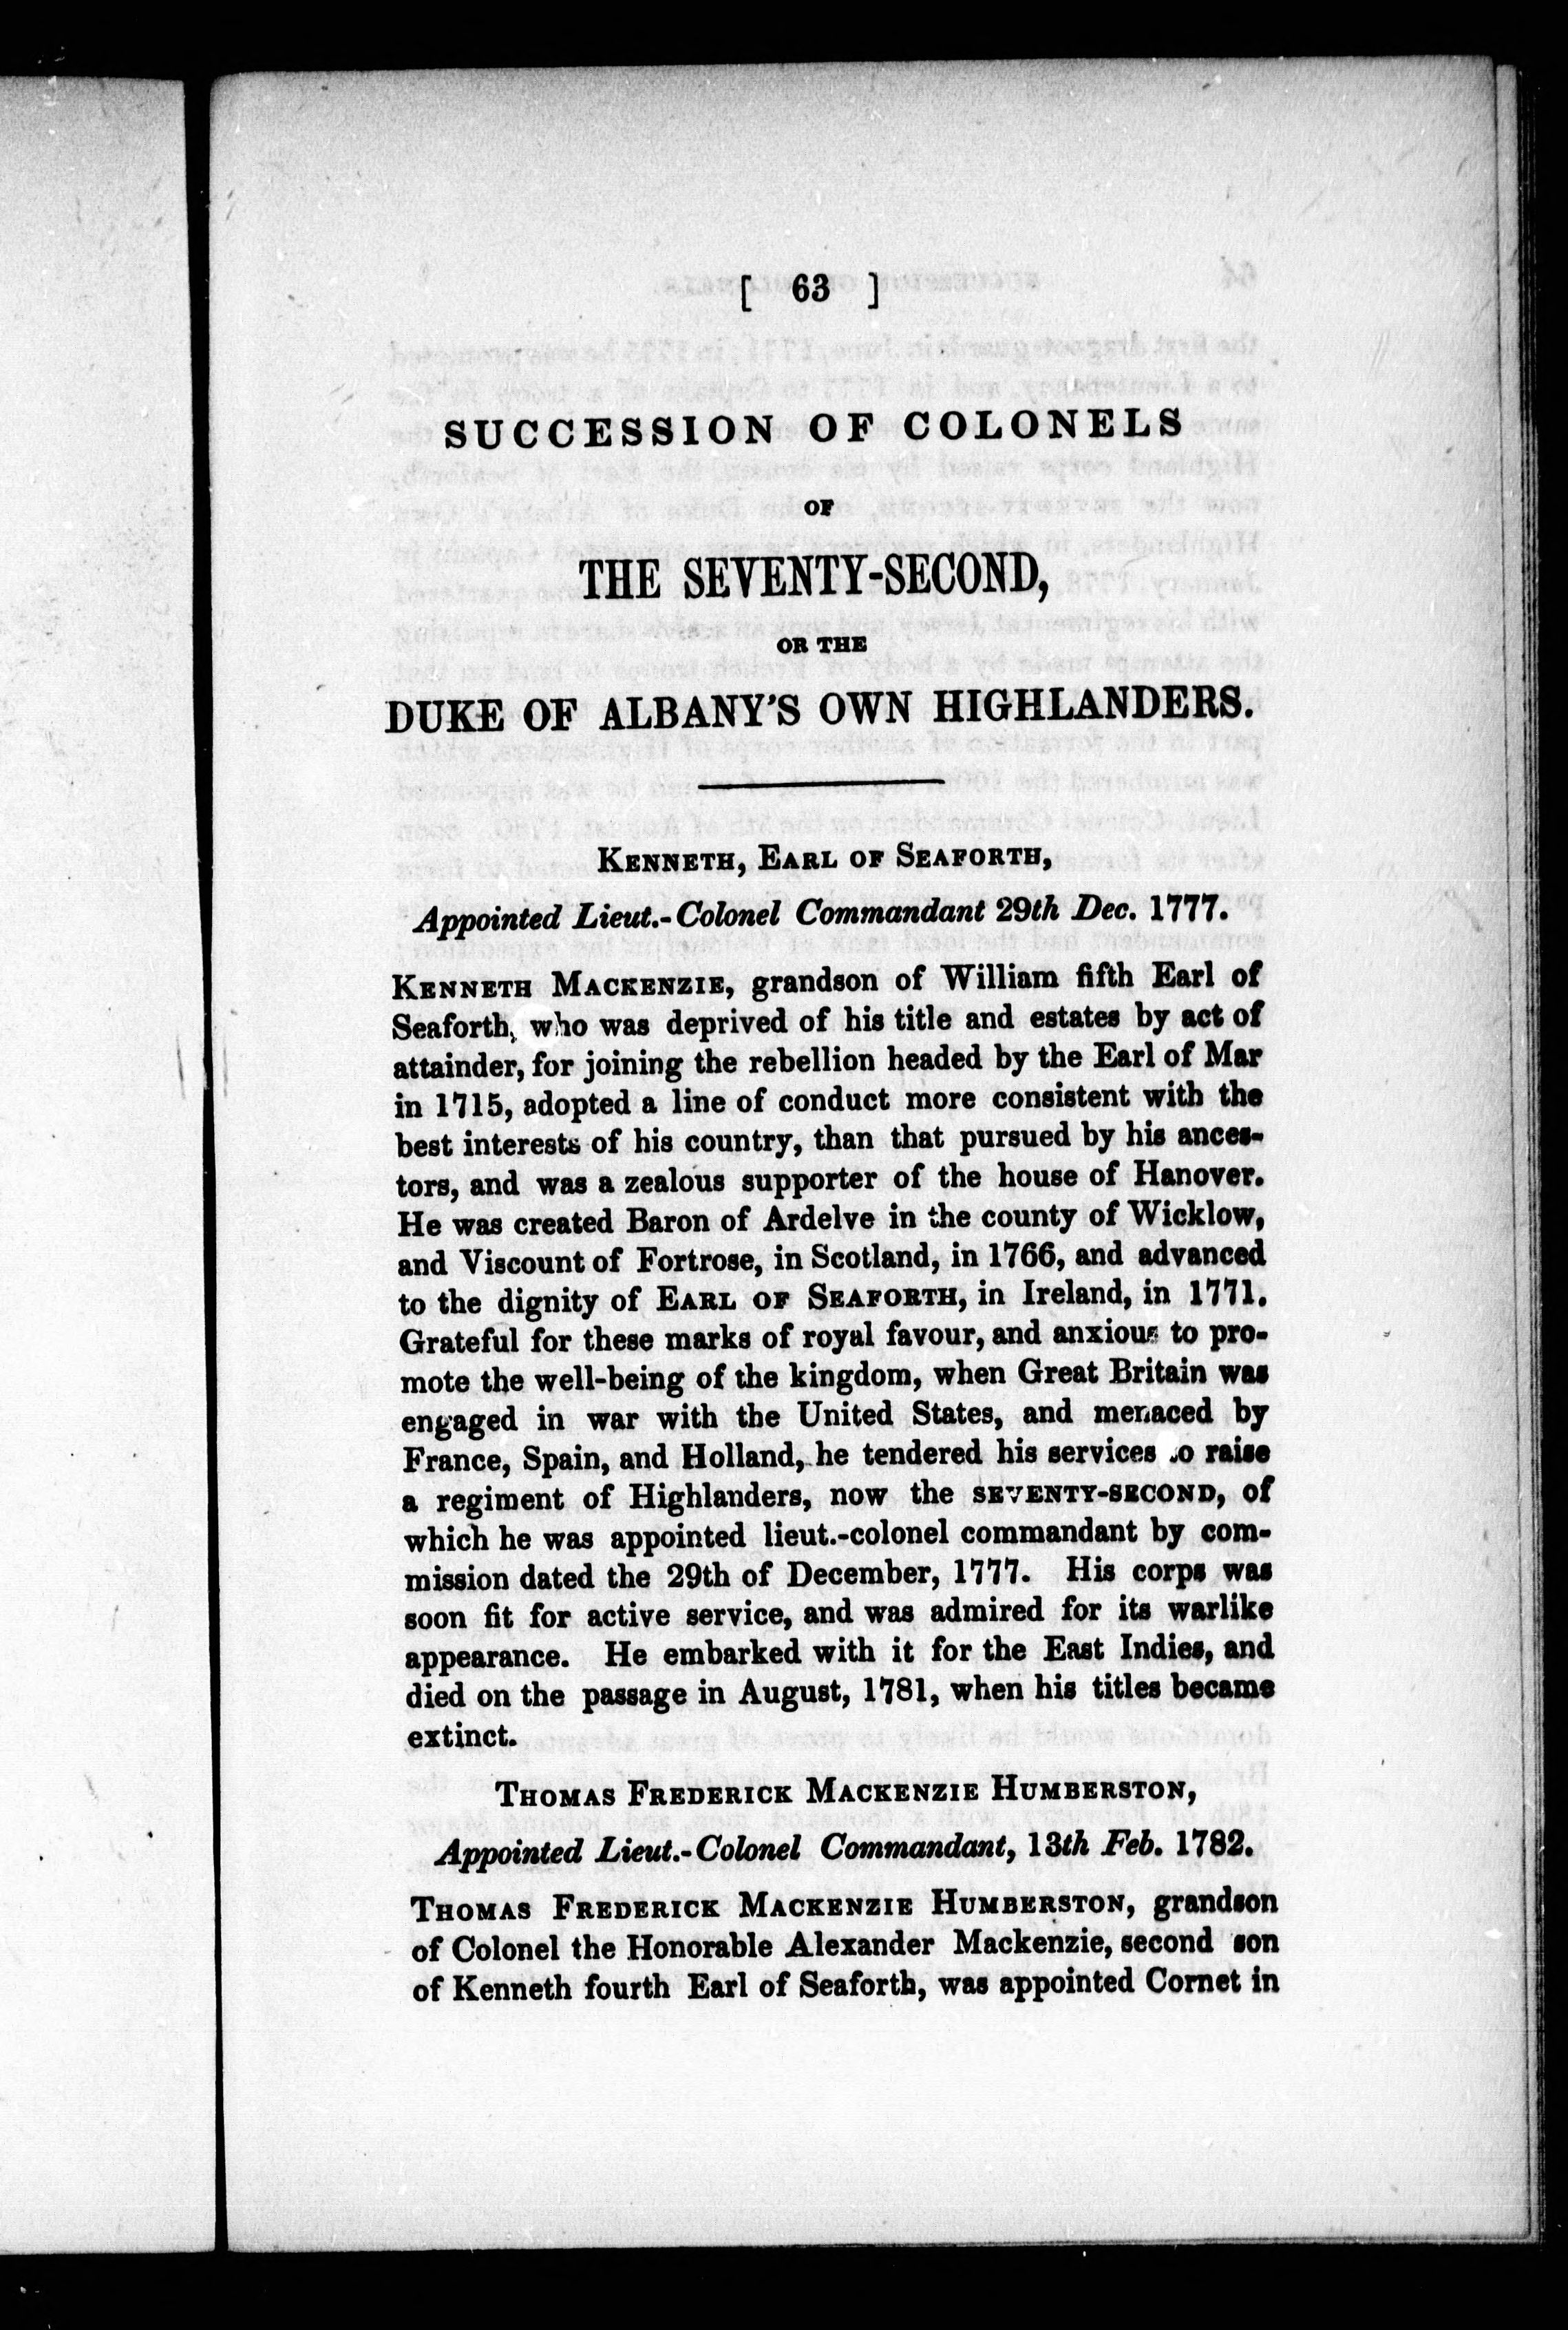 [ 63 ]
SUCCESSION OF COLONELS
OF
THE SEVENTY-SECOND,
OR THE
DUKE OF ALBANY'S OWN HIGHLANDERS.
KENNETH, EARL OF SEAFORTH,
Appointed Lieut.-Colonel Commandant 29th Dec. 1777.
KENNETH MACKENZIE, grandson of William fifth Earl of
Seaforth, who was deprived of his title and estates by act of
attainder, for joining the rebellion headed by the Earl of Mar
in 1715, adopted a line of conduct more consistent with the
best interests of his country, than that pursued by his ances-
tors, and was a zealous supporter of the house of Hanover.
He was created Baron of Ardelve in the county of Wicklow,
and Viscount of Fortrose, in Scotland, in 1766, and advanced
to the dignity of EARL OF SEAFORTH, in Ireland, in 1771.
Grateful for these marks of royal favour, and anxious to pro-
mote the well-being of the kingdom, when Great Britain was
engaged in war with the United States, and menaced by
France, Spain, and Holland, he tendered his services to raise
a regiment of Highlanders, now the SEVENTY-SECOND, of
which he was appointed lieut.-colonel commandant by com-
mission dated the 29th of December, 1777. His corps was
soon fit for active service, and was admired for its warlike
appearance. He embarked with it for the East Indies, and
died on the passage in August, 1781, when his titles became
extinct.
THOMAS FREDERICK MACKENZIE HUMBERSTON,
Appointed Lieut.-Colonel Commandant, 13th Feb. 1782.
THOMAS FREDERICK MACKENZIE HUMBERSTON, grandson
of Colonel the Honorable Alexander Mackenzie, second son
of Kenneth fourth Earl of Seaforth, was appointed Cornet in